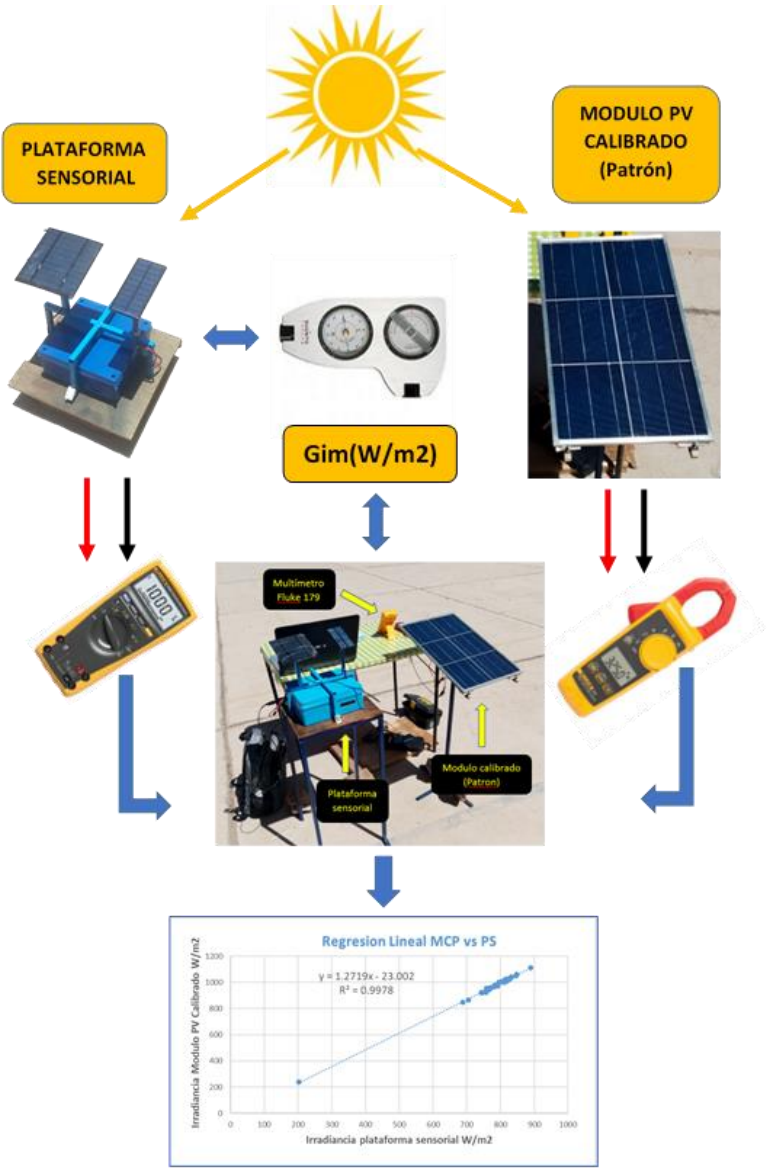 PLATAFORMA
SENSORIAL
MODULO PV
CALIBRADO
(Patrón)
Gim(W/m2)
1000
Multímetro
Fluke 179
Plataforma
sensorial
Modulo calibrado
(Patron)
Regresion Lineal MCP vs PS
y = 1.2719x - 23.002
R² = 0.9978
Irradiancia Modulo PV Calibrado W/m2
1200
1000
800
600
400
200
0
0 100 200 300 400 500 600 700 800 900 1000
Irradiancia plataforma sensorial W/m2